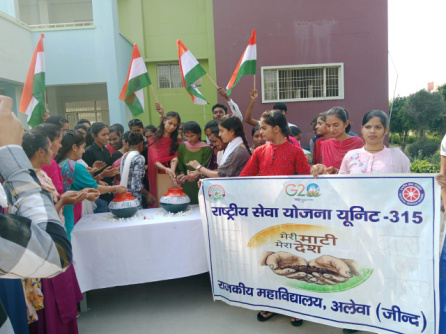 G20
राष्ट्रीय सेवा योजना यूनिट -315
मेरी माटी
मेरा देश
राजकीय महाविद्यालय, अलेवा (जीन्द)